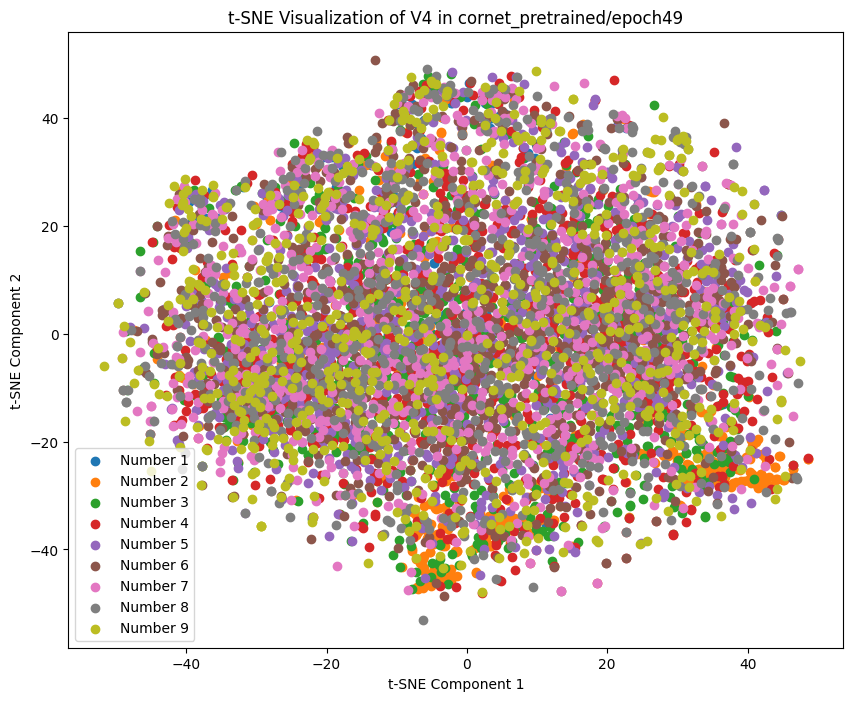 t-SNE Visualization of V4 in cornet_pretrained/epoch49
t-SNE Component 2
40
20
0
−20
−40
Number 1
Number 2
Number 3
Number 4
Number 5
Number 6
Number 7
Number 8
Number 9
−40 −20 0 20 40
t-SNE Component 1